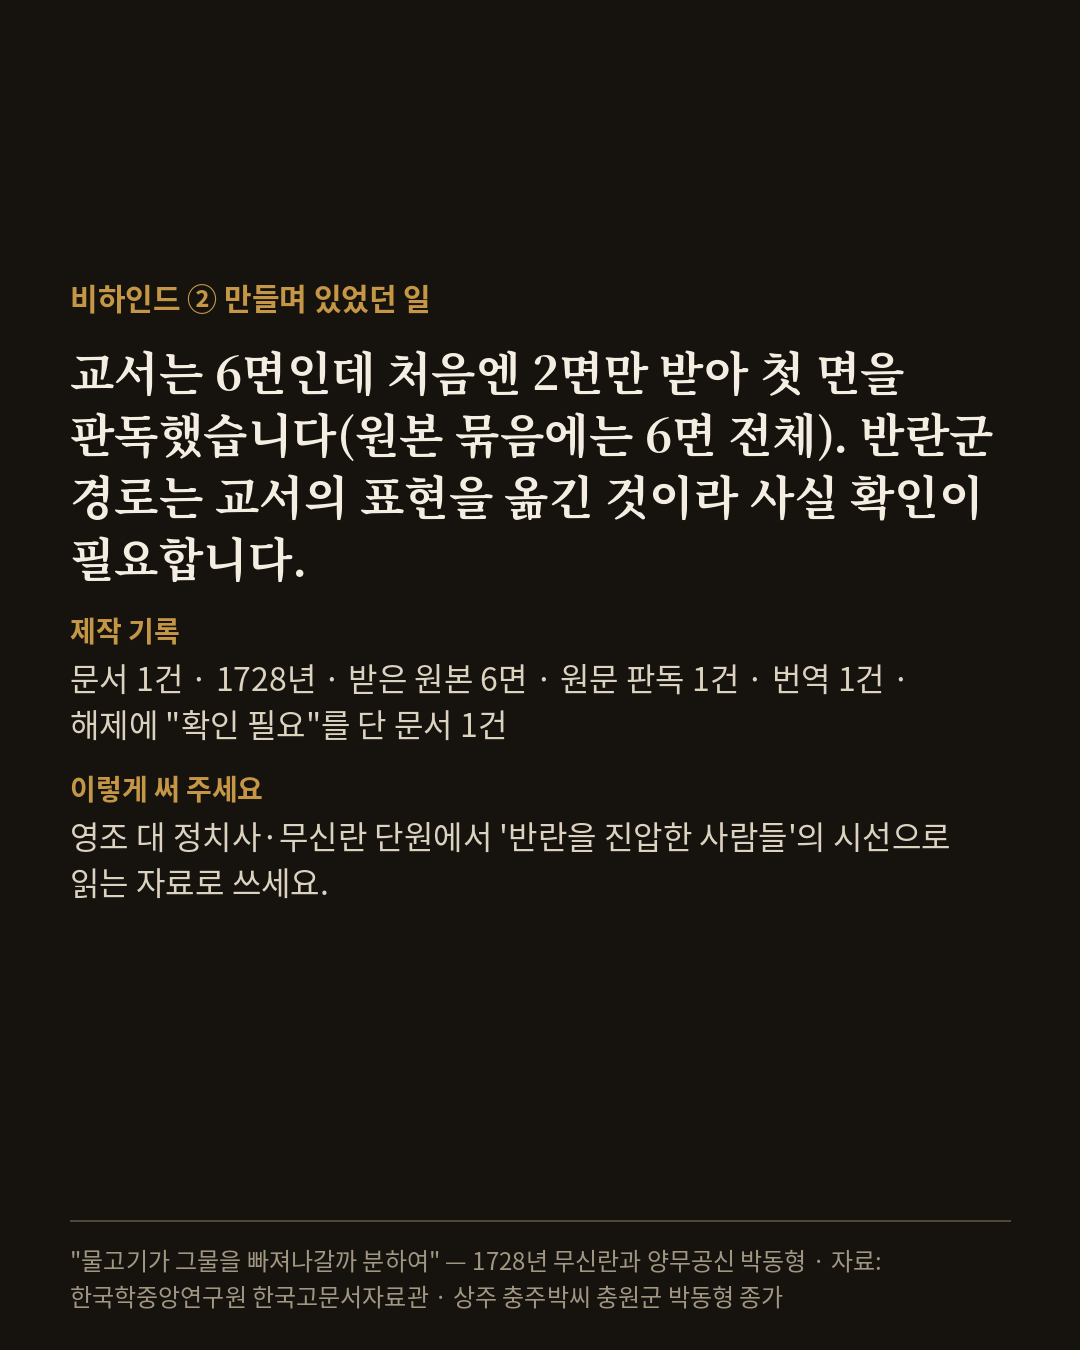 비하인드 ② 만들며 있었던 일
교서는 6면인데 처음엔 2면만 받아 첫 면을
판독했습니다(원본 묶음에는 6면 전체). 반란군
경로는 교서의 표현을 옮긴 것이라 사실 확인이
필요합니다.
제작 기록
문서 1건 · 1728년 · 받은 원본 6면 · 원문 판독 1건 · 번역 1건 ·
해제에 "확인 필요"를 단 문서 1건
이렇게 써 주세요
영조 대 정치사·무신란 단원에서 '반란을 진압한 사람들'의 시선으로
읽는 자료로 쓰세요.
"물고기가 그물을 빠져나갈까 분하여" — 1728년 무신란과 양무공신 박동형 · 자료:
한국학중앙연구원 한국고문서자료관 · 상주 충주박씨 충원군 박동형 종가